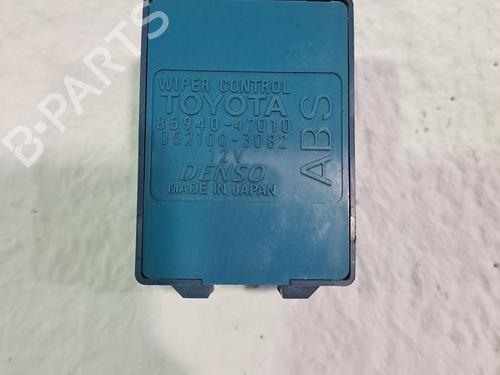 WIPER CONTROL
TOYOTA
85940-47010
052100-3082
12V
DENSO
MADE IN JAPAN
ABS
B-PARTS